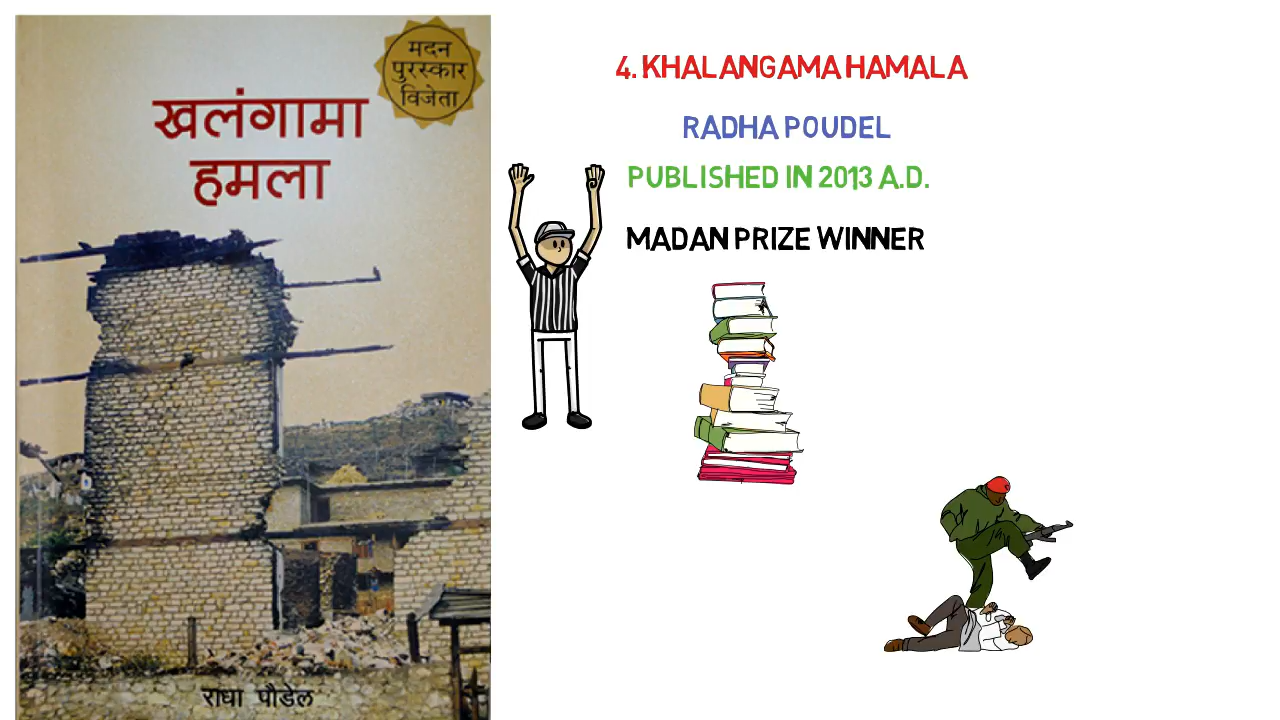 मदन
पुरस्कार
विजेता
खलंगामा
हमला
राधा पौडेल
4. KHALANGAMA HAMALA
RADHA POUDEL
PUBLISHED IN 2013 A.D.
MADAN PRIZE WINNER